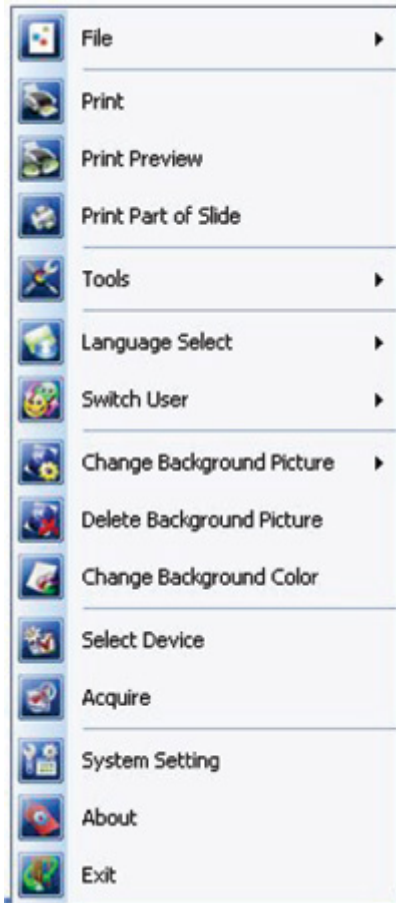 File
Print
Print Preview
Print Part of Slide
Tools
Language Select
Switch User
Change Background Picture
Delete Background Picture
Change Background Color
Select Device
Acquire
System Setting
About
Exit